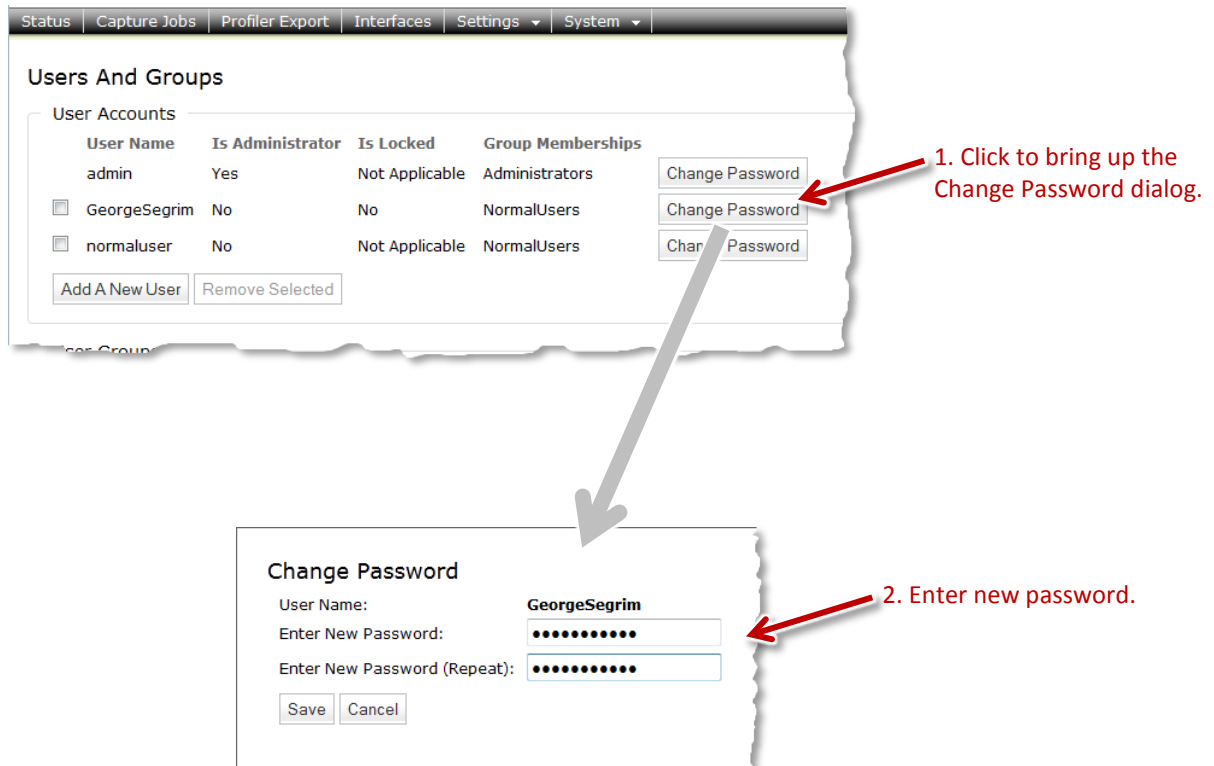 Status Capture Jobs Profiler Export Interfaces Settings System
Users And Groups
User Accounts
User Name Is Administrator Is Locked Group Memberships
admin Yes Not Applicable Administrators Change Password
GeorgeSegrim No No NormalUsers Change Password
normaluser No Not Applicable NormalUsers Password
Add A New User Remove Selected
1. Click to bring up the
Change Password dialog.
Change Password
User Name: GeorgeSegrim
Enter New Password: •••••••••••
Enter New Password (Repeat): •••••••••••
Save Cancel
2. Enter new password.